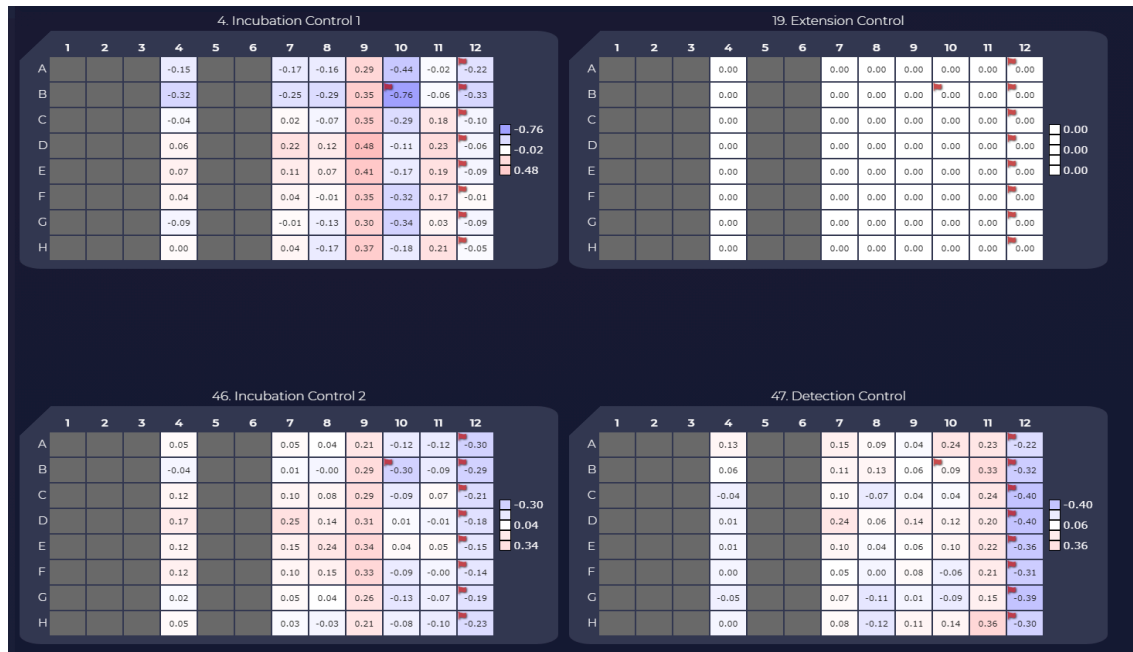 4. Incubation Control 1
1 2 3 4 5 6 7 8 9 10 11 12
A -0.15 -0.17 -0.16 0.29 -0.44 -0.02 -0.22
B -0.32 -0.25 -0.29 0.35 -0.76 -0.06 -0.33
C -0.04 0.02 -0.07 0.35 -0.29 0.18 -0.10
D 0.06 0.22 0.12 0.48 -0.11 0.23 -0.06
E 0.07 0.11 0.07 0.41 -0.17 0.19 -0.09
F 0.04 0.04 -0.01 0.35 -0.32 0.17 -0.01
G -0.09 -0.01 -0.13 0.30 -0.34 0.03 -0.09
H 0.00 0.04 -0.17 0.37 -0.18 0.21 -0.05
-0.76
-0.02
0.48
19. Extension Control
1 2 3 4 5 6 7 8 9 10 11 12
A 0.00 0.00 0.00 0.00 0.00 0.00 0.00
B 0.00 0.00 0.00 0.00 0.00 0.00 0.00
C 0.00 0.00 0.00 0.00 0.00 0.00 0.00
D 0.00 0.00 0.00 0.00 0.00 0.00 0.00
E 0.00 0.00 0.00 0.00 0.00 0.00 0.00
F 0.00 0.00 0.00 0.00 0.00 0.00 0.00
G 0.00 0.00 0.00 0.00 0.00 0.00 0.00
H 0.00 0.00 0.00 0.00 0.00 0.00 0.00
0.00
0.00
0.00
46. Incubation Control 2
1 2 3 4 5 6 7 8 9 10 11 12
A 0.05 0.05 0.04 0.21 -0.12 -0.12 -0.30
B -0.04 0.01 -0.00 0.29 -0.30 -0.09 -0.29
C 0.12 0.10 0.08 0.29 -0.09 0.07 -0.21
D 0.17 0.25 0.14 0.31 0.01 -0.01 -0.18
E 0.12 0.15 0.24 0.34 0.04 0.05 -0.15
F 0.12 0.10 0.15 0.33 -0.09 -0.00 -0.14
G 0.02 0.05 0.04 0.26 -0.13 -0.07 -0.19
H 0.05 0.03 -0.03 0.21 -0.08 -0.10 -0.23
-0.30
0.04
0.34
47. Detection Control
1 2 3 4 5 6 7 8 9 10 11 12
A 0.13 0.15 0.09 0.04 0.24 0.23 -0.22
B 0.06 0.11 0.13 0.06 0.09 0.33 -0.32
C -0.04 0.10 -0.07 0.04 0.04 0.24 -0.40
D 0.01 0.24 0.06 0.14 0.12 0.20 -0.40
E 0.01 0.10 0.04 0.06 0.10 0.22 -0.36
F 0.00 0.05 0.00 0.08 -0.06 0.21 -0.31
G -0.05 0.07 -0.11 0.01 -0.09 0.15 -0.39
H 0.00 0.08 -0.12 0.11 0.14 0.36 -0.30
-0.40
0.06
0.36